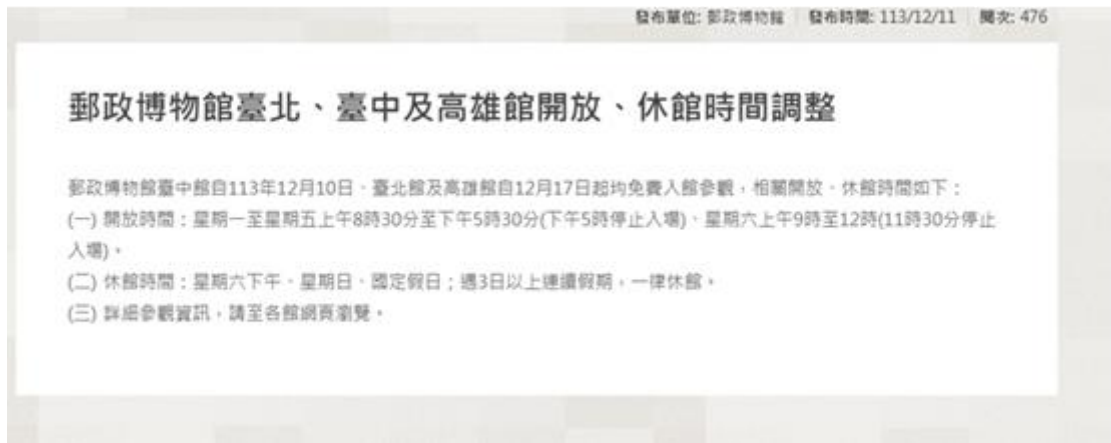 發布單位: 郵政博物館 發布時間: 113/12/11 閱次: 476
郵政博物館臺北、臺中及高雄館開放、休館時間調整
郵政博物館臺中館自113年12月10日、臺北館及高雄館自12月17日起均免費入館參觀，相關開放、休館時間如下：
(一) 開放時間：星期一至星期五上午8時30分至下午5時30分(下午5時停止入場)、星期六上午9時至12時(11時30分停止
入場)。
(二) 休館時間：星期六下午、星期日、國定假日；遇3日以上連續假期，一律休館。
(三) 詳細參觀資訊，請至各館網頁瀏覽。